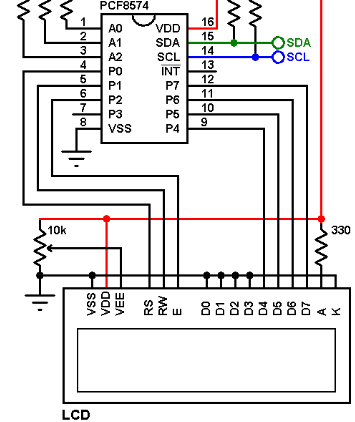 PCF8574
1 A0 VDD 16
2 A1 SDA 15 SDA
3 A2 SCL 14 SCL
4 P0 INT 13
5 P1 P7 12
6 P2 P6 11
7 P3 P5 10
8 VSS P4 9
10k 330
VSS VDD VEE RS RW E D0 D1 D2 D3 D4 D5 D6 D7 A K
LCD